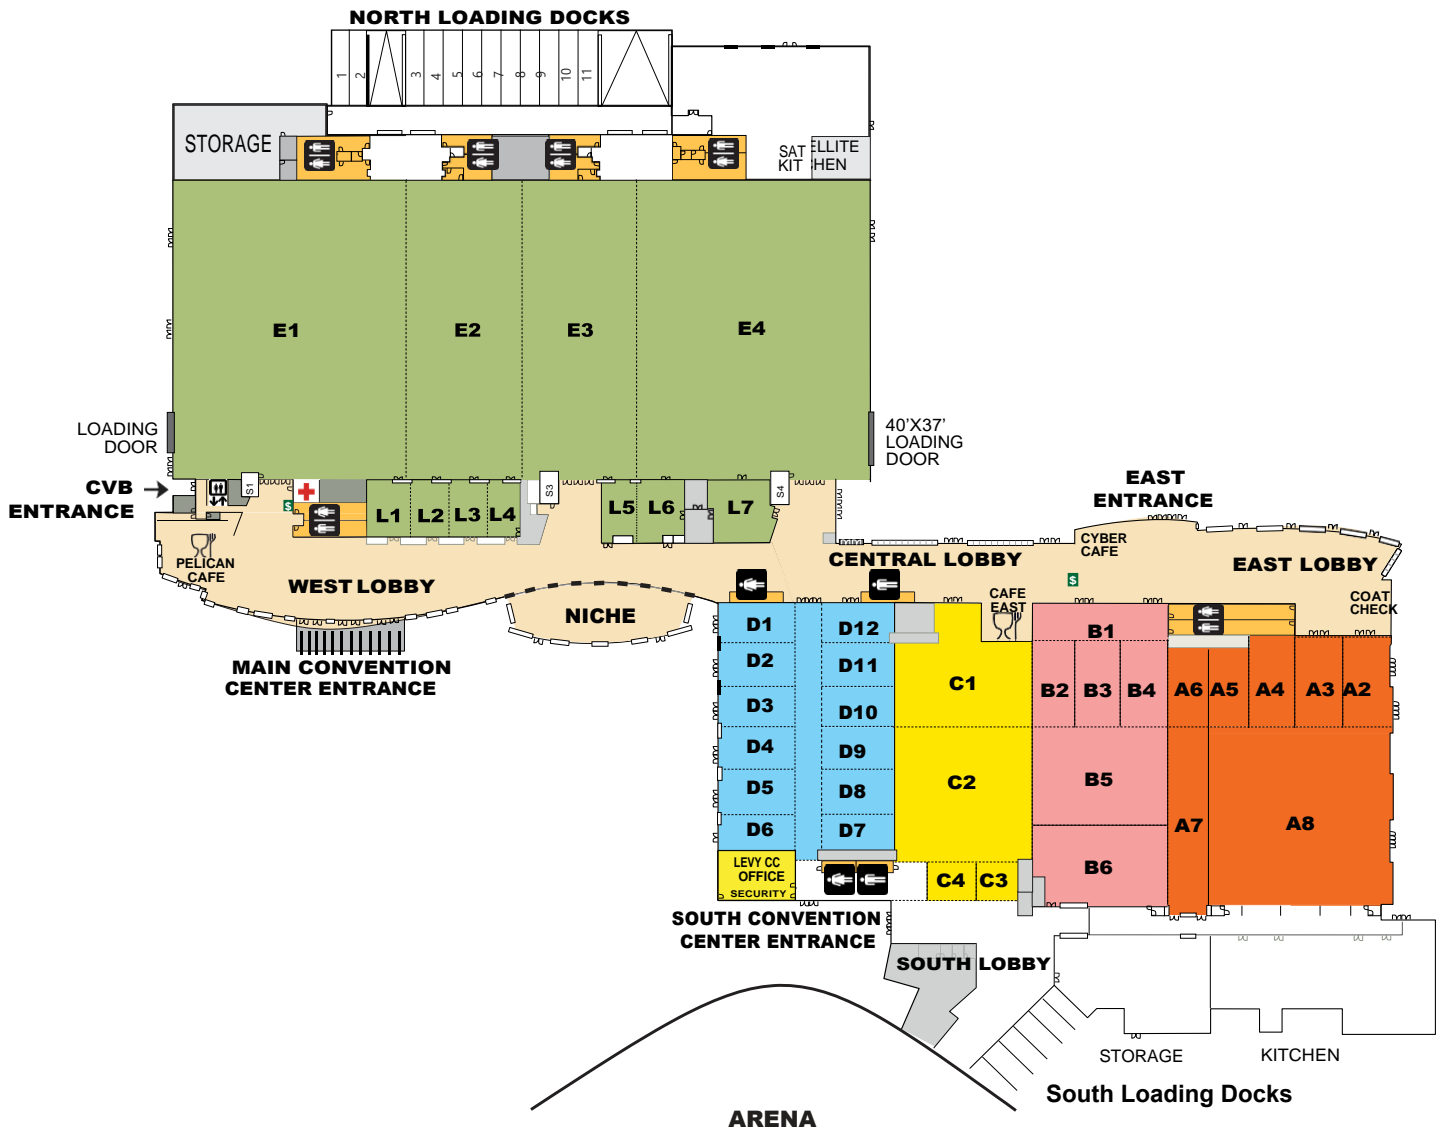 NORTH LOADING DOCKS
1
2
3
4
5
6
7
8
9
10
11
STORAGE
SAT ELLITE
KIT CHEN
E1
E2
E3
E4
LOADING
DOOR
40'X37'
LOADING
DOOR
CVB
ENTRANCE
S1
S3
S4
$
L1
L2
L3
L4
L5
L6
L7
EAST
ENTRANCE
PELICAN
CAFE
WEST LOBBY
NICHE
CENTRAL LOBBY
CYBER
CAFE
EAST LOBBY
$
CAFE
EAST
COAT
CHECK
MAIN CONVENTION
CENTER ENTRANCE
D1
D2
D3
D4
D5
D6
D12
D11
D10
D9
D8
D7
C1
C2
C4
C3
B1
B2
B3
B4
B5
B6
A6
A5
A4
A3
A2
A7
A8
LEVY CC
OFFICE
SECURITY
SOUTH CONVENTION
CENTER ENTRANCE
SOUTH LOBBY
STORAGE
KITCHEN
South Loading Docks
ARENA